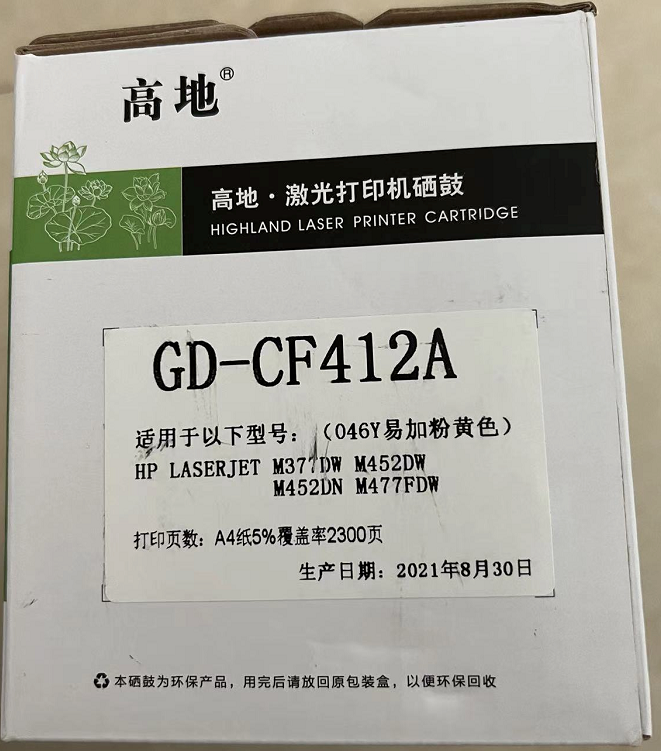 高地®
高地·激光打印机硒鼓
HIGHLAND LASER PRINTER CARTRIDGE
GD-CF412A
适用于以下型号：（046Y易加粉黄色）
HP LASERJET M377DW M452DW
M452DN M477FDW
打印页数：A4纸5%覆盖率2300页
生产日期：2021年8月30日
本硒鼓为环保产品，用完后请放回原包装盒，以便环保回收